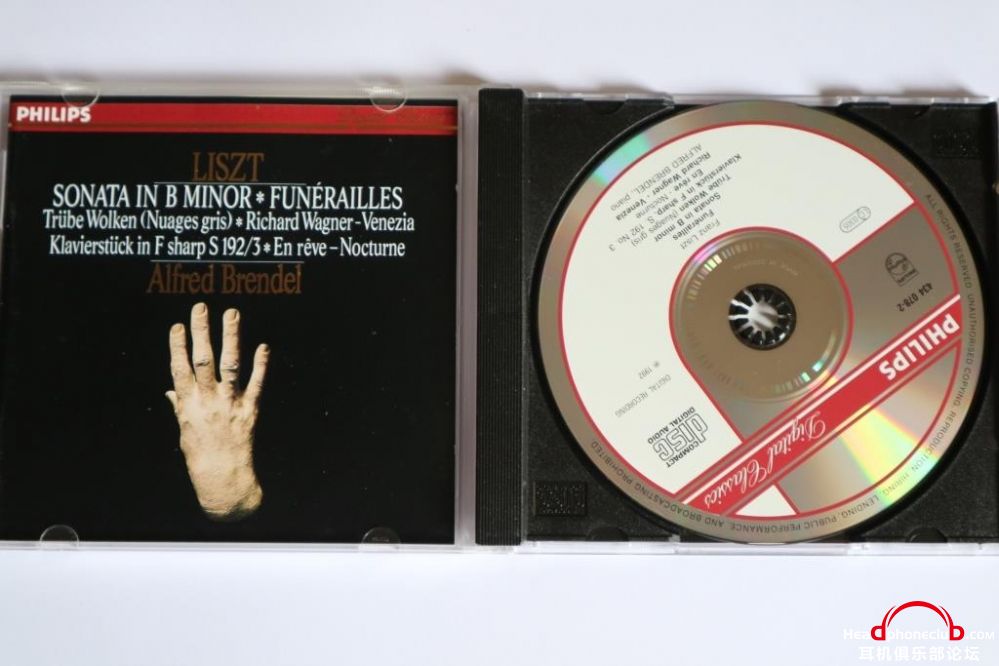 PHILIPS
LISZT
SONATA IN B MINOR * FUNÉRAILLES
Trübe Wolken (Nuages gris) * Richard Wagner – Venezia
Klavierstück in F sharp S 192/3 * En rêve – Nocturne
Alfred Brendel
Franz Liszt
Funerailles
Sonata in B minor
Trübe Wolken (Nuages gris)
Klavierstück in F sharp, S. 192 No. 3
En rêve - Nocturne
Richard Wagner - Venezia
ALFRED BRENDEL, piano
434 078-2
PHILIPS
Digital Classics
DIGITAL RECORDING
℗ 1992
COMPACT
disc
DIGITAL AUDIO
ALL RIGHTS RESERVED. UNAUTHORISED COPYING, REPRODUCTION, HIRING, LENDING, PUBLIC PERFORMANCE AND BROADCASTING PROHIBITED
Headphoneclub.com
耳机俱乐部论坛